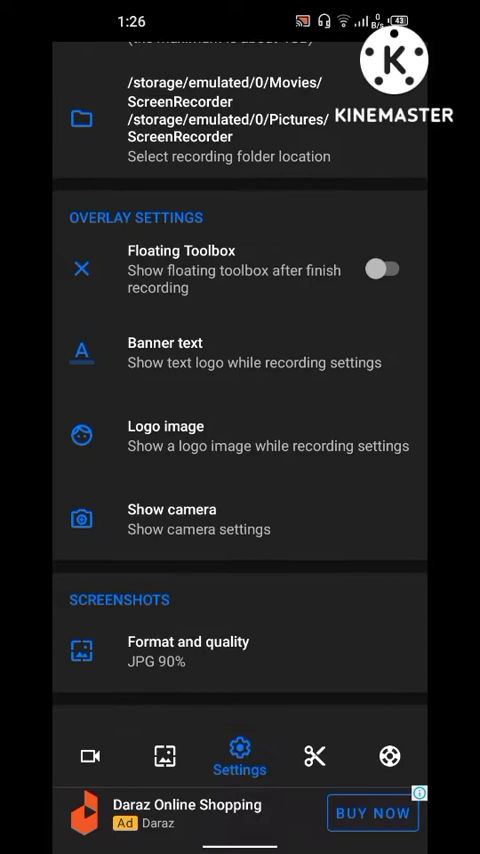 1:26
0
B/s
43
K
KINEMASTER
/storage/emulated/0/Movies/
ScreenRecorder
/storage/emulated/0/Pictures/
ScreenRecorder
Select recording folder location
OVERLAY SETTINGS
Floating Toolbox
Show floating toolbox after finish
recording
Banner text
Show text logo while recording settings
A
Logo image
Show a logo image while recording settings
Show camera
Show camera settings
SCREENSHOTS
Format and quality
JPG 90%
Settings
Daraz Online Shopping
Ad Daraz
BUY NOW